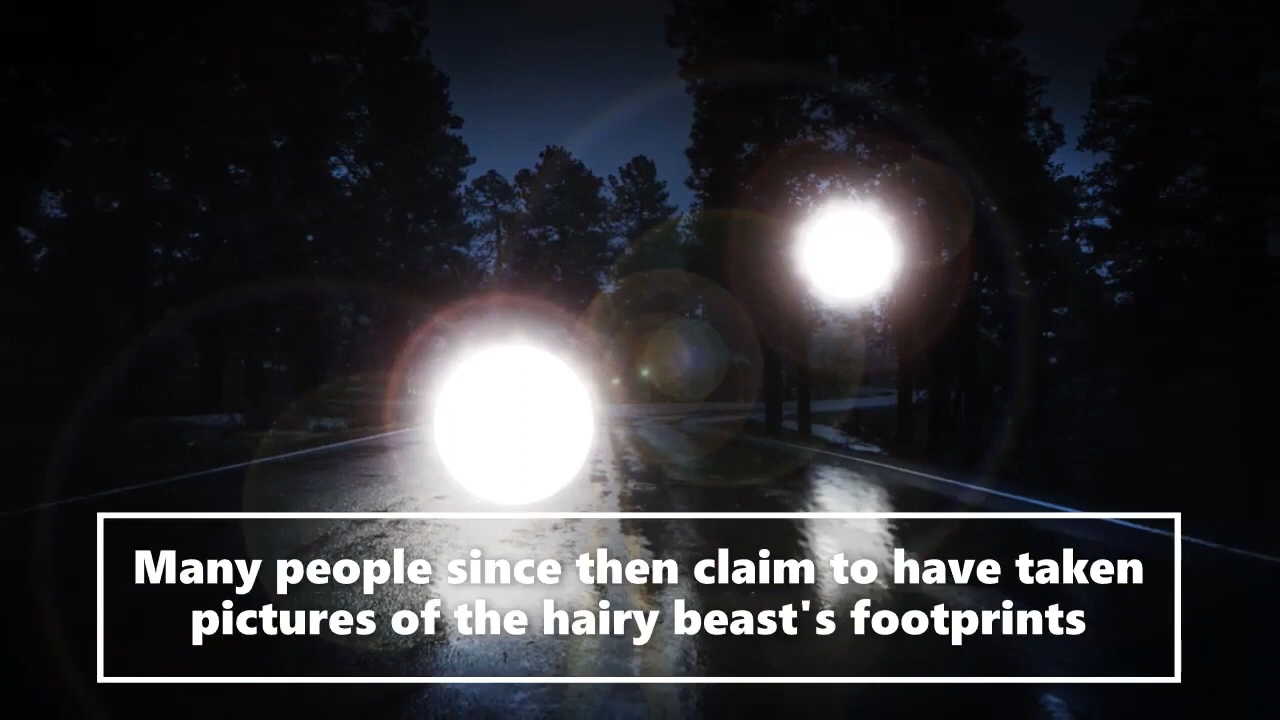 Many people since then claim to have taken
pictures of the hairy beast's footprints